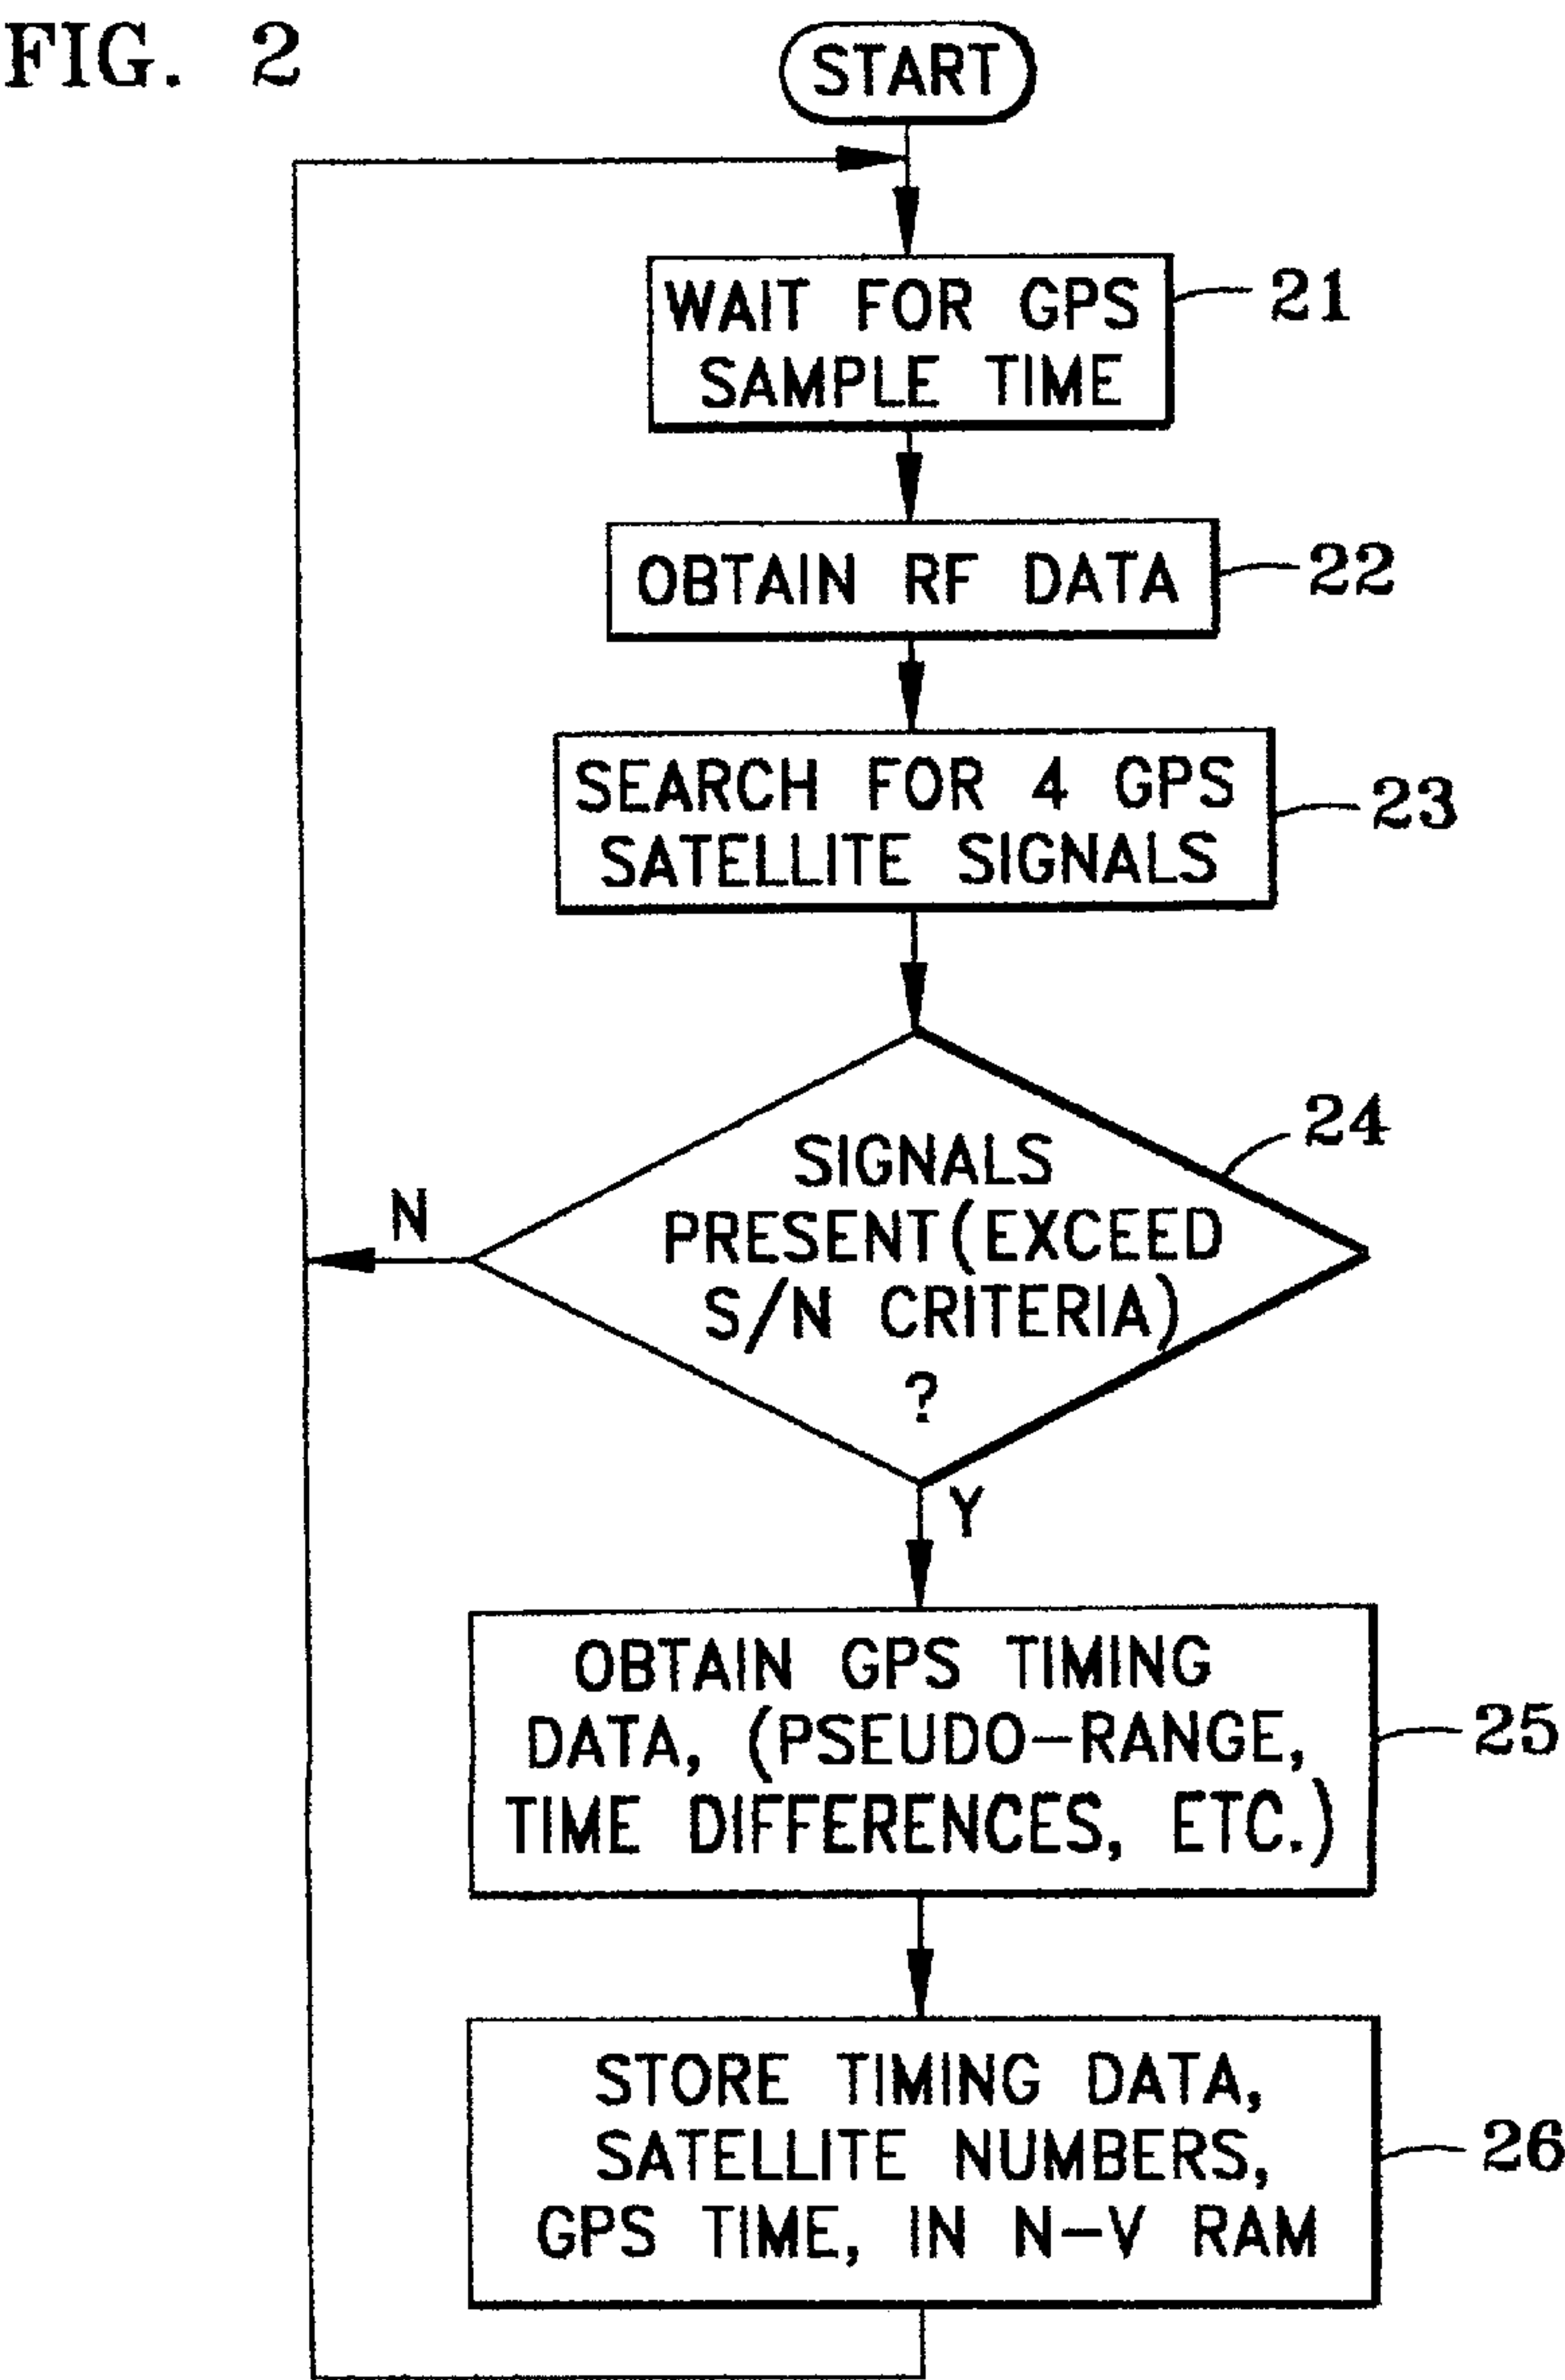 FIG. 2
START
WAIT FOR GPS
SAMPLE TIME
21
OBTAIN RF DATA
22
SEARCH FOR 4 GPS
SATELLITE SIGNALS
23
24
SIGNALS
PRESENT(EXCEED
S/N CRITERIA)
?
N
Y
OBTAIN GPS TIMING
DATA, (PSEUDO-RANGE,
TIME DIFFERENCES, ETC.)
25
STORE TIMING DATA,
SATELLITE NUMBERS,
GPS TIME, IN N-V RAM
26